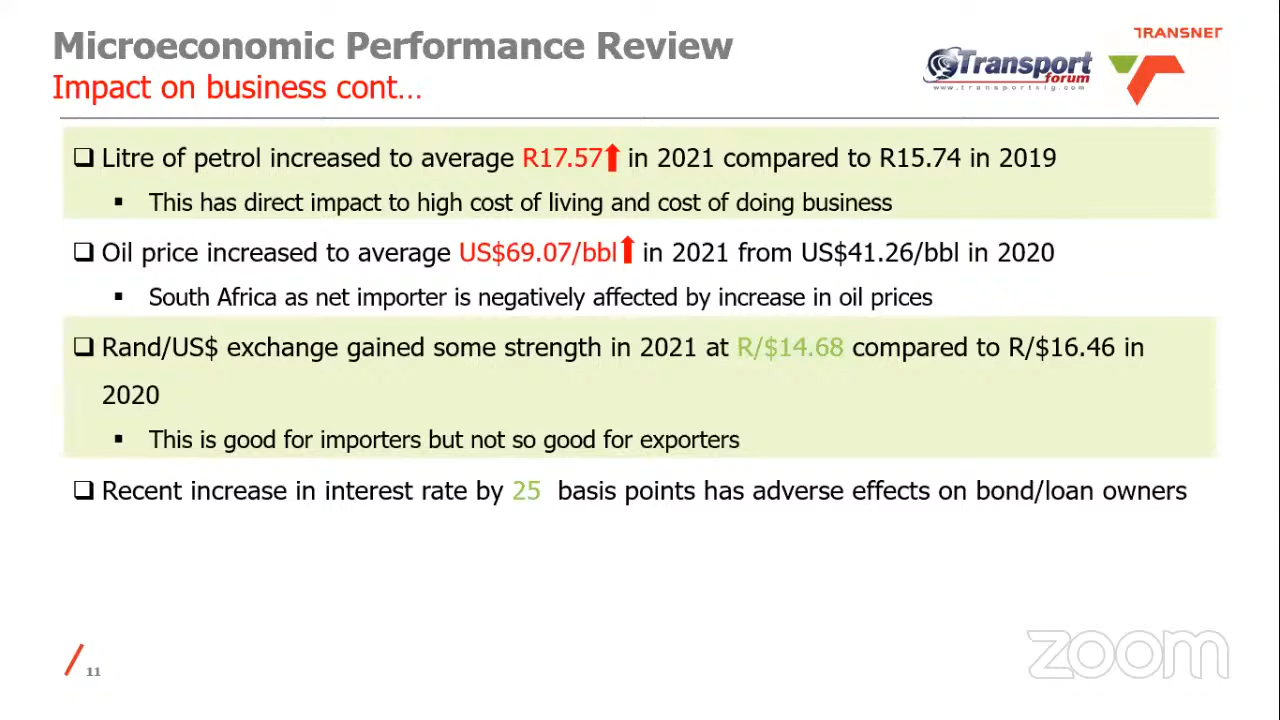 Microeconomic Performance Review
Impact on business cont...
TRANSNET
Transport
forum
www.transportsig.com
❑ Litre of petrol increased to average R17.57 in 2021 compared to R15.74 in 2019
▪ This has direct impact to high cost of living and cost of doing business
❑ Oil price increased to average US$69.07/bbl in 2021 from US$41.26/bbl in 2020
▪ South Africa as net importer is negatively affected by increase in oil prices
❑ Rand/US$ exchange gained some strength in 2021 at R/$14.68 compared to R/$16.46 in
2020
▪ This is good for importers but not so good for exporters
❑ Recent increase in interest rate by 25 basis points has adverse effects on bond/loan owners
11
zoom